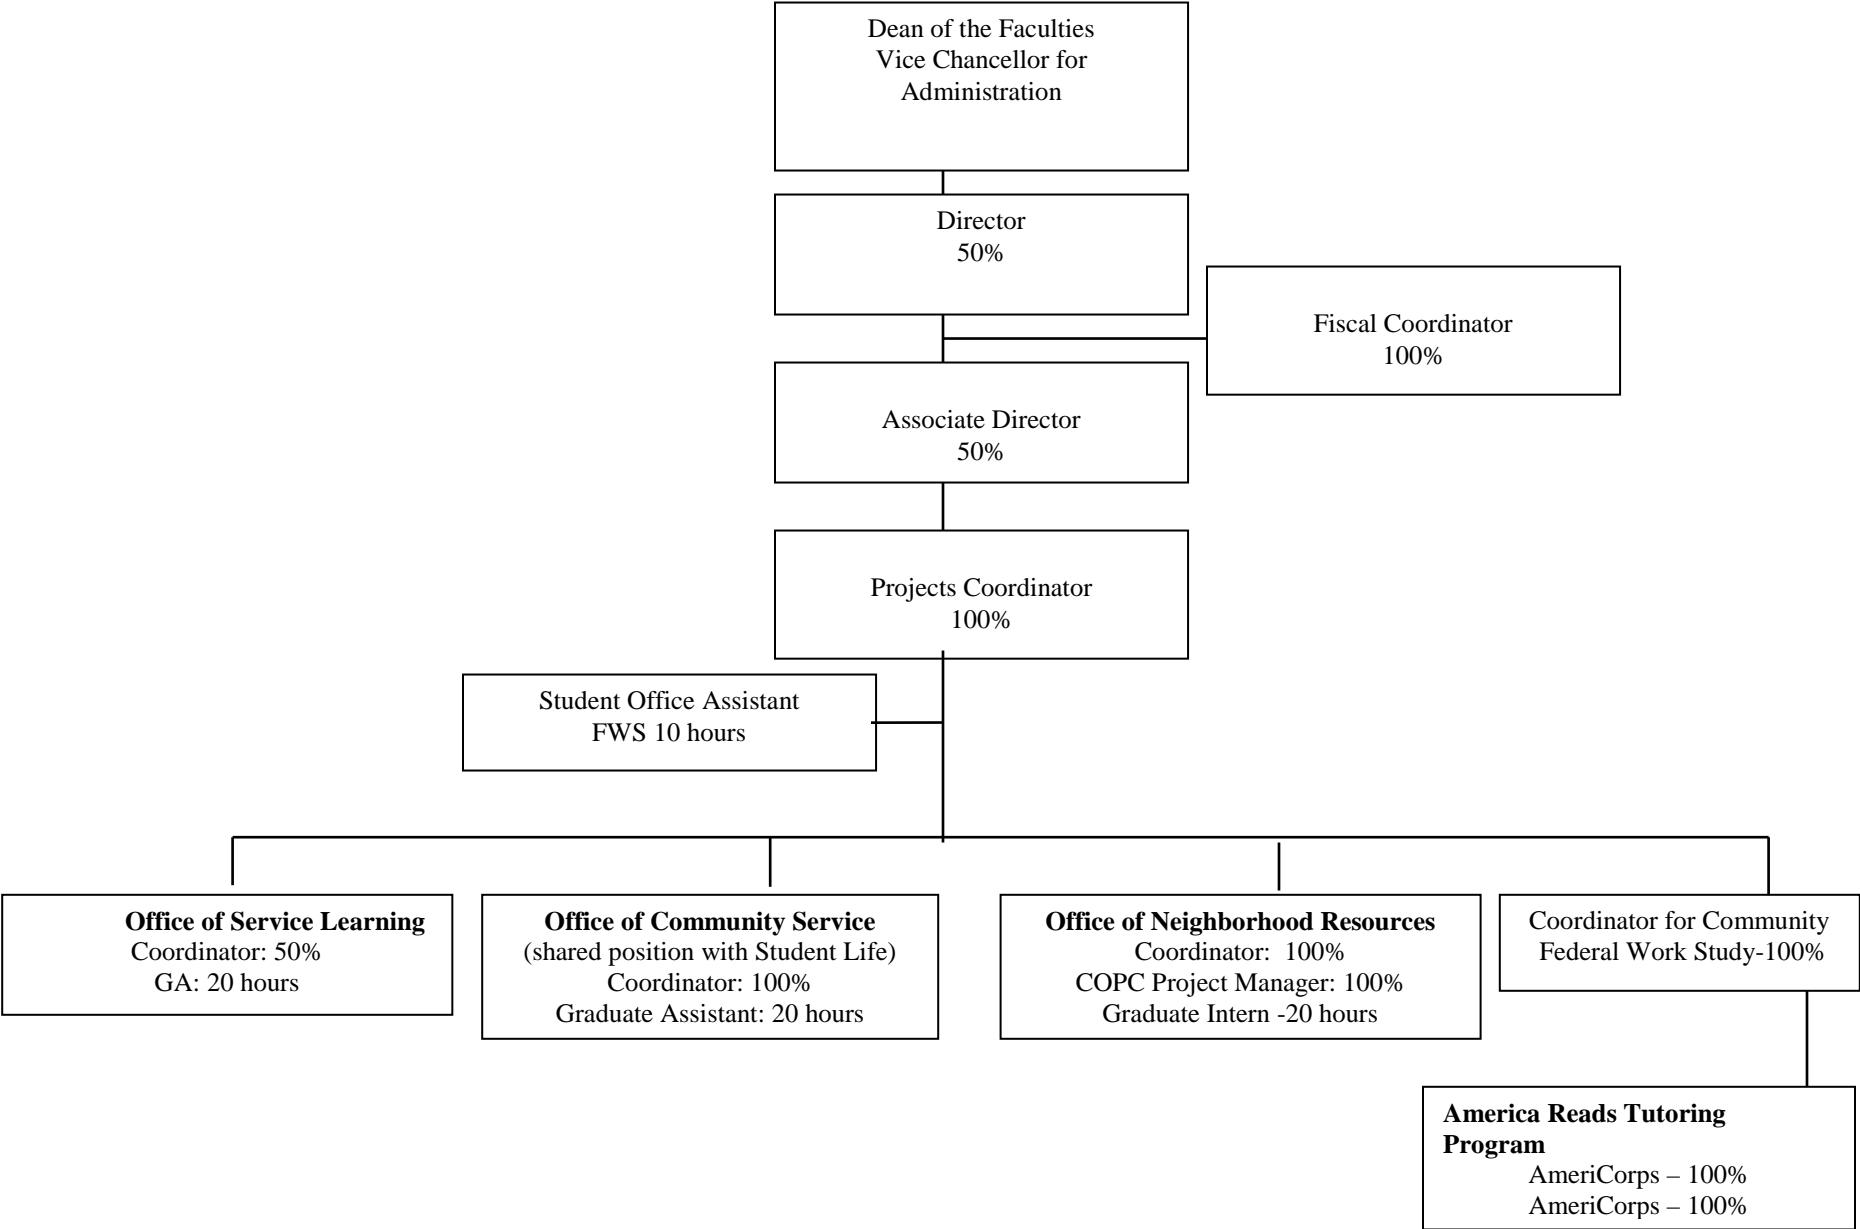 Dean of the Faculties
Vice Chancellor for
Administration
Director
50%
Fiscal Coordinator
100%
Associate Director
50%
Projects Coordinator
100%
Student Office Assistant
FWS 10 hours
Office of Service Learning
Coordinator: 50%
GA: 20 hours
Office of Community Service
(shared position with Student Life)
Coordinator: 100%
Graduate Assistant: 20 hours
Office of Neighborhood Resources
Coordinator:  100%
COPC Project Manager: 100%
Graduate Intern -20 hours
Coordinator for Community
Federal Work Study-100%
America Reads Tutoring
Program
AmeriCorps – 100%
AmeriCorps – 100%